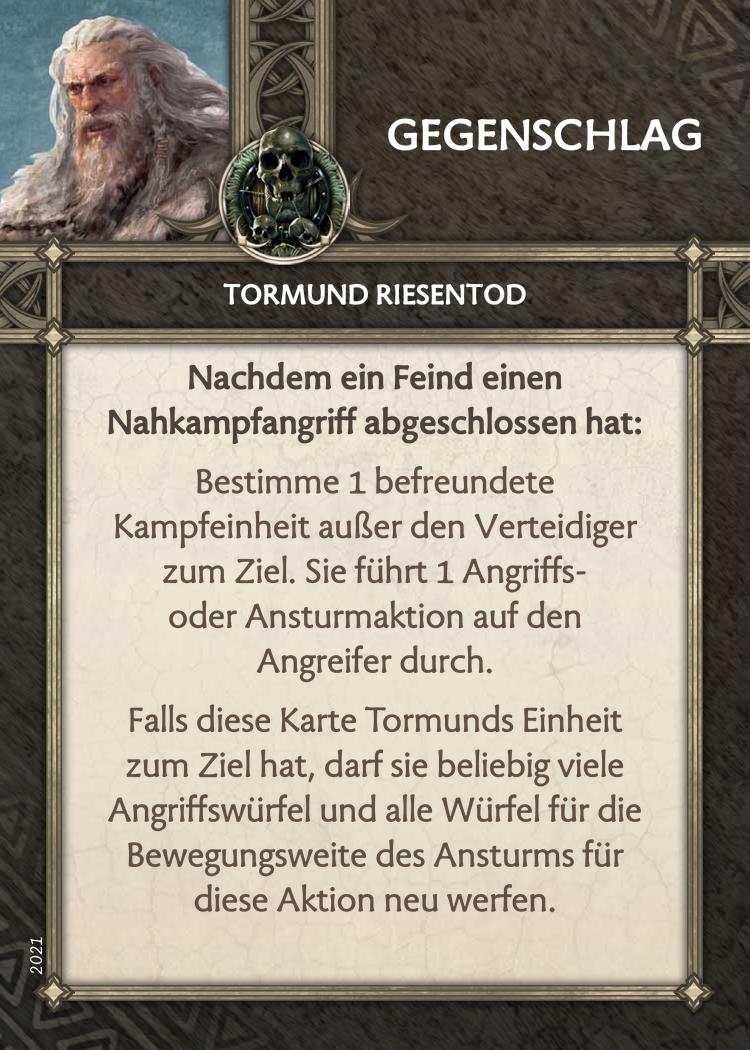 GEGENSCHLAG
TORMUND RIESENTOD
Nachdem ein Feind einen
Nahkampfangriff abgeschlossen hat:
Bestimme 1 befreundete
Kampfeinheit außer den Verteidiger
zum Ziel. Sie führt 1 Angriffs-
oder Ansturmaktion auf den
Angreifer durch.
Falls diese Karte Tormunds Einheit
zum Ziel hat, darf sie beliebig viele
Angriffswürfel und alle Würfel für die
Bewegungsweite des Ansturms für
diese Aktion neu werfen.
2021